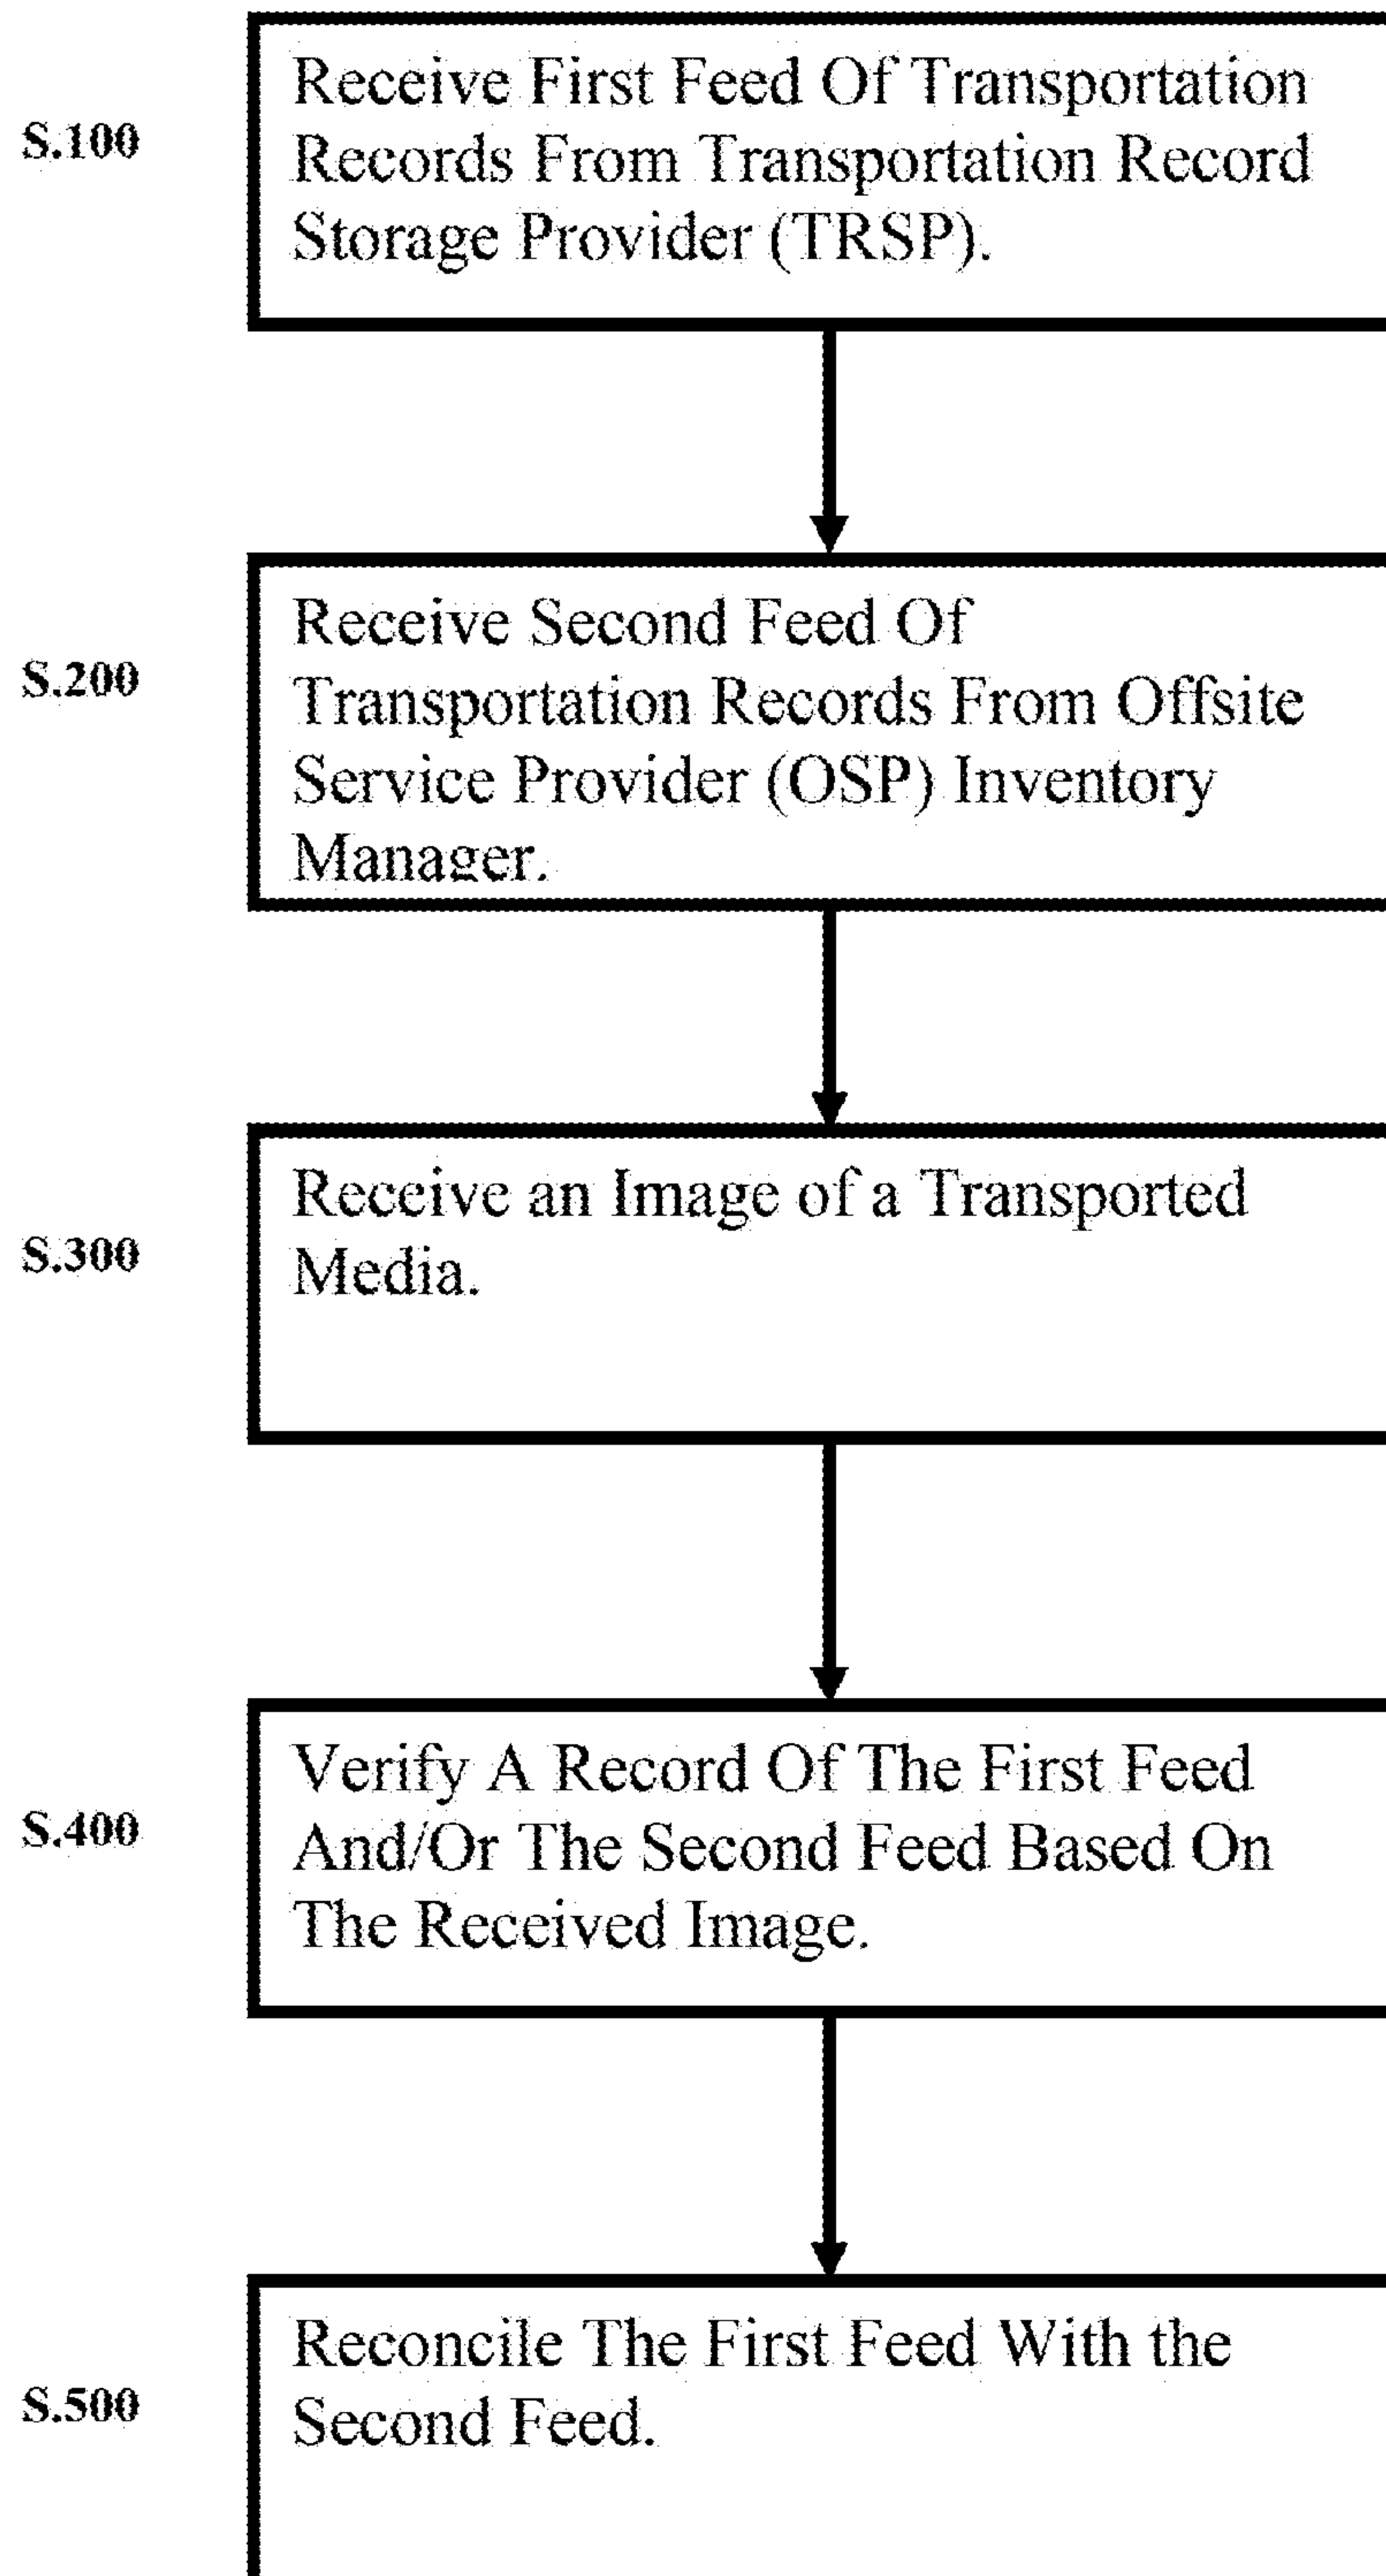 S.100
Receive First Feed Of Transportation
Records From Transportation Record
Storage Provider (TRSP).
S.200
Receive Second Feed Of
Transportation Records From Offsite
Service Provider (OSP) Inventory
Manager.
S.300
Receive an Image of a Transported
Media.
S.400
Verify A Record Of The First Feed
And/Or The Second Feed Based On
The Received Image.
S.500
Reconcile The First Feed With the
Second Feed.